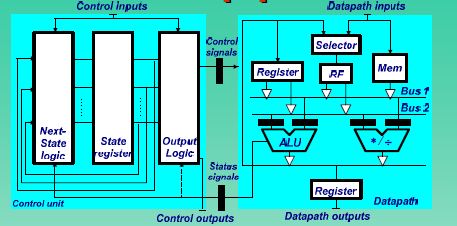 Control inputs
Datapath inputs
Control
signals
Selector
Register
RF
Mem
Bus 1
Bus 2
Next-
State
logic
State
register
Output
Logic
ALU
*/÷
Status
signals
Register
Control unit
Datapath
Control outputs
Datapath outputs